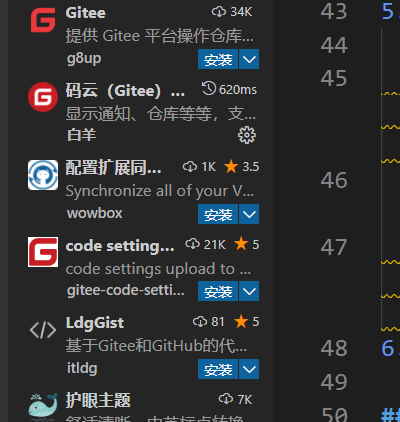 Gitee 34K
提供 Gitee 平台操作仓库...
g8up 安装
码云（Gitee）... 620ms
显示通知、仓库等等，支...
白羊
配置扩展同... 1K 3.5
Synchronize all of your V...
wowbox 安装
code setting... 21K 5
code settings upload to ...
gitee-code-setti... 安装
LdgGist 81 5
基于Gitee和GitHub的代...
itldg 安装
护眼主题 7K
43 5.
44
45
46
47
48 6.
49
50 ##